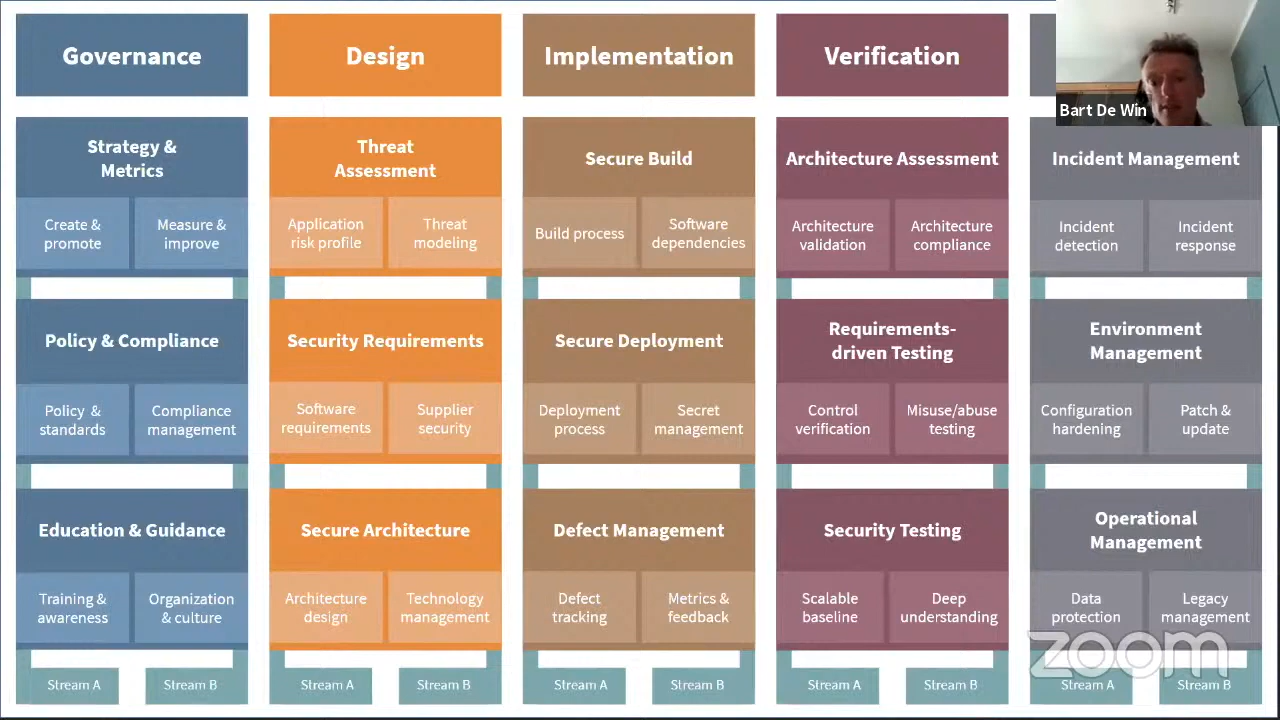 Governance
Design
Implementation
Verification
Bart De Win
Strategy &
Metrics
Create &
promote
Measure &
improve
Policy & Compliance
Policy &
standards
Compliance
management
Education & Guidance
Training &
awareness
Organization
& culture
Stream A
Stream B
Threat
Assessment
Application
risk profile
Threat
modeling
Security Requirements
Software
requirements
Supplier
security
Secure Architecture
Architecture
design
Technology
management
Stream A
Stream B
Secure Build
Build process
Software
dependencies
Secure Deployment
Deployment
process
Secret
management
Defect Management
Defect
tracking
Metrics &
feedback
Stream A
Stream B
Architecture Assessment
Architecture
validation
Architecture
compliance
Requirements-
driven Testing
Control
verification
Misuse/abuse
testing
Security Testing
Scalable
baseline
Deep
understanding
Stream A
Stream B
Incident Management
Incident
detection
Incident
response
Environment
Management
Configuration
hardening
Patch &
update
Operational
Management
Data
protection
Legacy
management
zoom
Stream A
Stream B